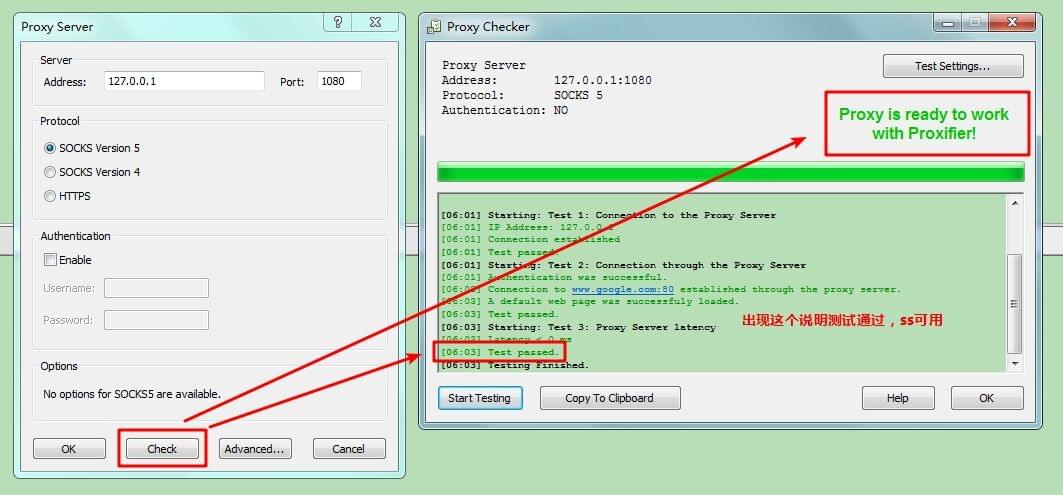 Proxy Server
Server
Address: 127.0.0.1 Port: 1080
Protocol
SOCKS Version 5
SOCKS Version 4
HTTPS
Authentication
Enable
Username:
Password:
Options
No options for SOCKS5 are available.
OK Check Advanced... Cancel
Proxy Checker
Proxy Server
Address: 127.0.0.1:1080
Protocol: SOCKS 5
Authentication: NO
Test Settings...
Proxy is ready to work
with Proxifier!
[06:01] Starting: Test 1: Connection to the Proxy Server
[06:01] IP Address: 127.0.0.1
[06:01] Connection established
[06:01] Test passed.
[06:01] Starting: Test 2: Connection through the Proxy Server
[06:01] Authentication was successful.
[06:03] Connection to www.google.com:80 established through the proxy server.
[06:03] A default web page was successfuly loaded.
[06:03] Test passed.
[06:03] Starting: Test 3: Proxy Server latency
[06:03] Latency < 0 ms
[06:03] Test passed.
[06:03] Testing Finished.
出现这个说明测试通过，ss可用
Start Testing Copy To Clipboard Help OK